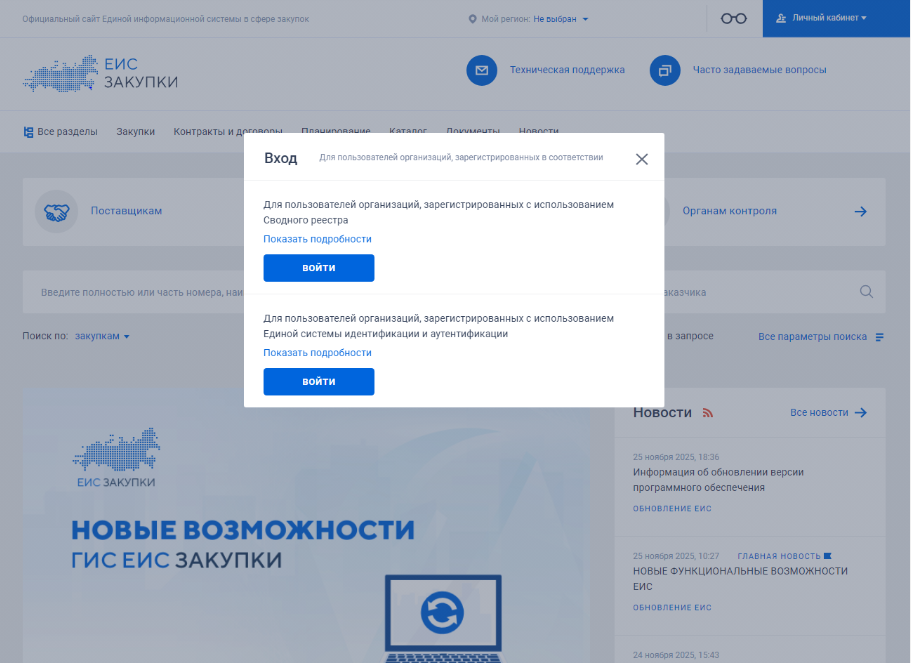 Официальный сайт Единой информационной системы в сфере закупок
Мой регион: Не выбран
Личный кабинет
ЕИС
ЗАКУПКИ
Техническая поддержка
Часто задаваемые вопросы
Все разделы
Закупки
Контракты и договоры
Планирование
Каталог
Документы
Новости
Вход
Для пользователей организаций, зарегистрированных в соответствии
Поставщикам
Органам контроля
Для пользователей организаций, зарегистрированных с использованием
Сводного реестра
Показать подробности
ВОЙТИ
Введите полностью или часть номера,
Для пользователей организаций, зарегистрированных с использованием
Единой системы идентификации и аутентификации
Показать подробности
ВОЙТИ
Поиск по: закупкам
в запросе
Все параметры поиска
ЕИС ЗАКУПКИ
НОВЫЕ ВОЗМОЖНОСТИ
ГИС ЕИС ЗАКУПКИ
Новости
Все новости
25 ноября 2025, 18:36
Информация об обновлении версии
программного обеспечения
ОБНОВЛЕНИЕ ЕИС
25 ноября 2025, 10:27
ГЛАВНАЯ НОВОСТЬ
НОВЫЕ ФУНКЦИОНАЛЬНЫЕ ВОЗМОЖНОСТИ
ЕИС
ОБНОВЛЕНИЕ ЕИС
24 ноября 2025, 15:43